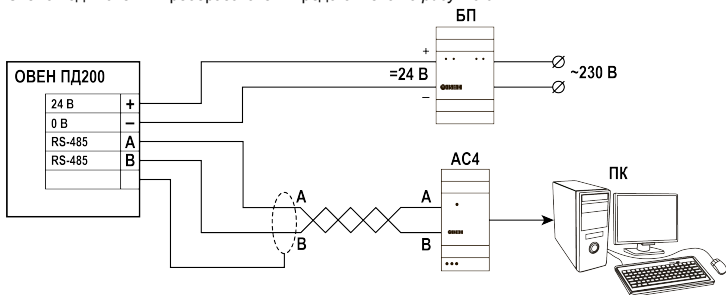 БП
ОВЕН ПД200
24 В +
0 В –
RS-485 A
RS-485 B
+
=24 В
–
~230 В
АС4
ПК
A
B
A
B